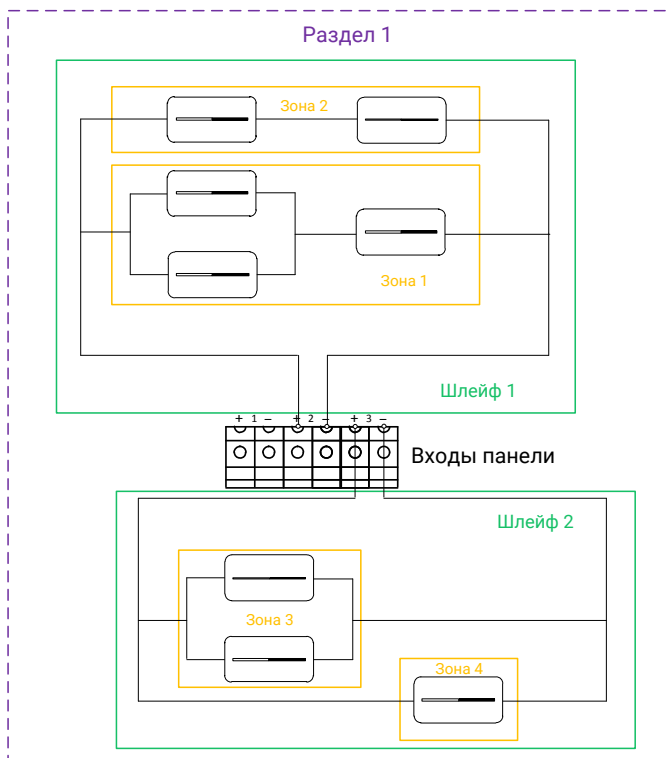 Раздел 1
Зона 2
Зона 1
Шлейф 1
+ 1 − + 2 − + 3 −
Входы панели
Шлейф 2
Зона 3
Зона 4